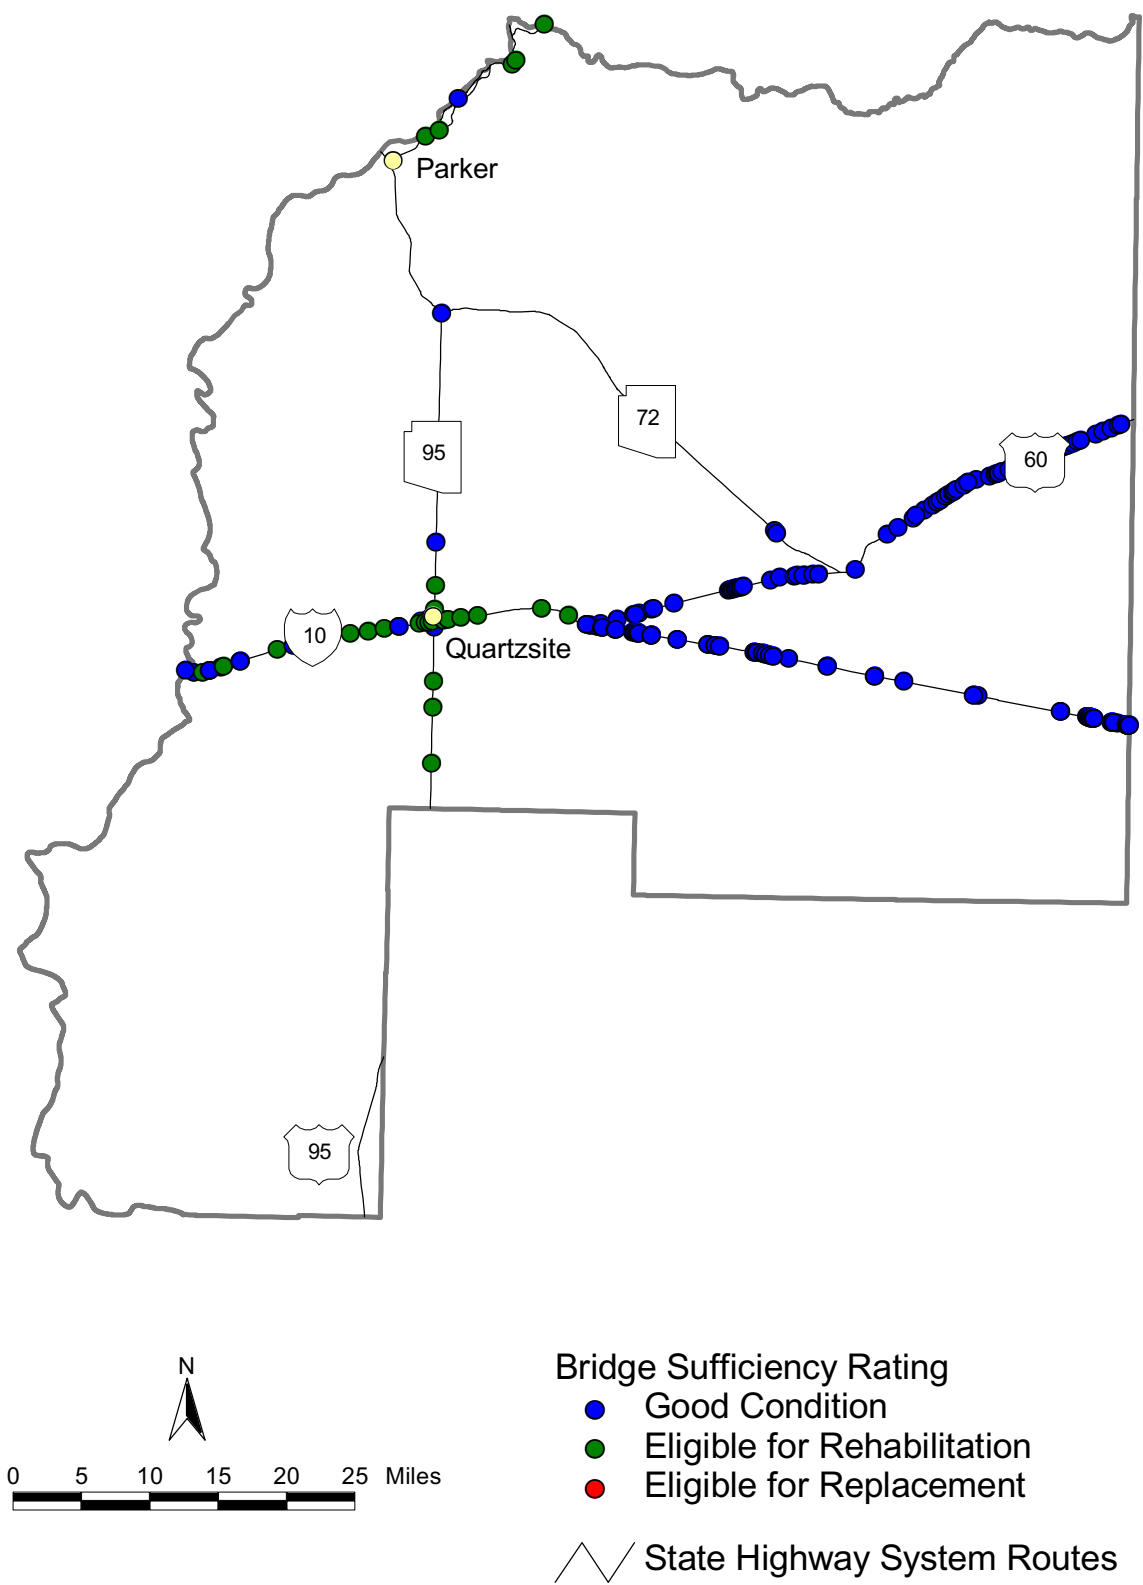 Parker
72
95
60
10
Quartzsite
95
N
0 5 10 15 20 25 Miles
Bridge Sufficiency Rating
Good Condition
Eligible for Rehabilitation
Eligible for Replacement
State Highway System Routes